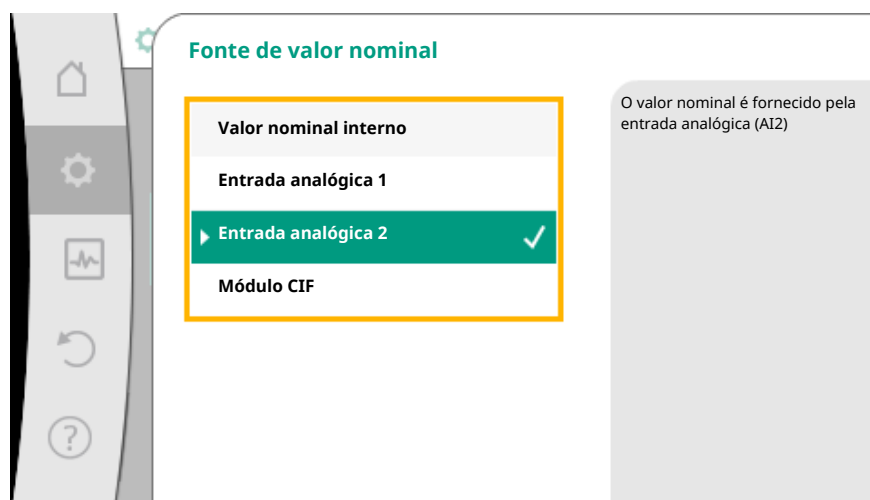 Fonte de valor nominal
Valor nominal interno
Entrada analógica 1
Entrada analógica 2
Módulo CIF
O valor nominal é fornecido pela
entrada analógica (AI2)